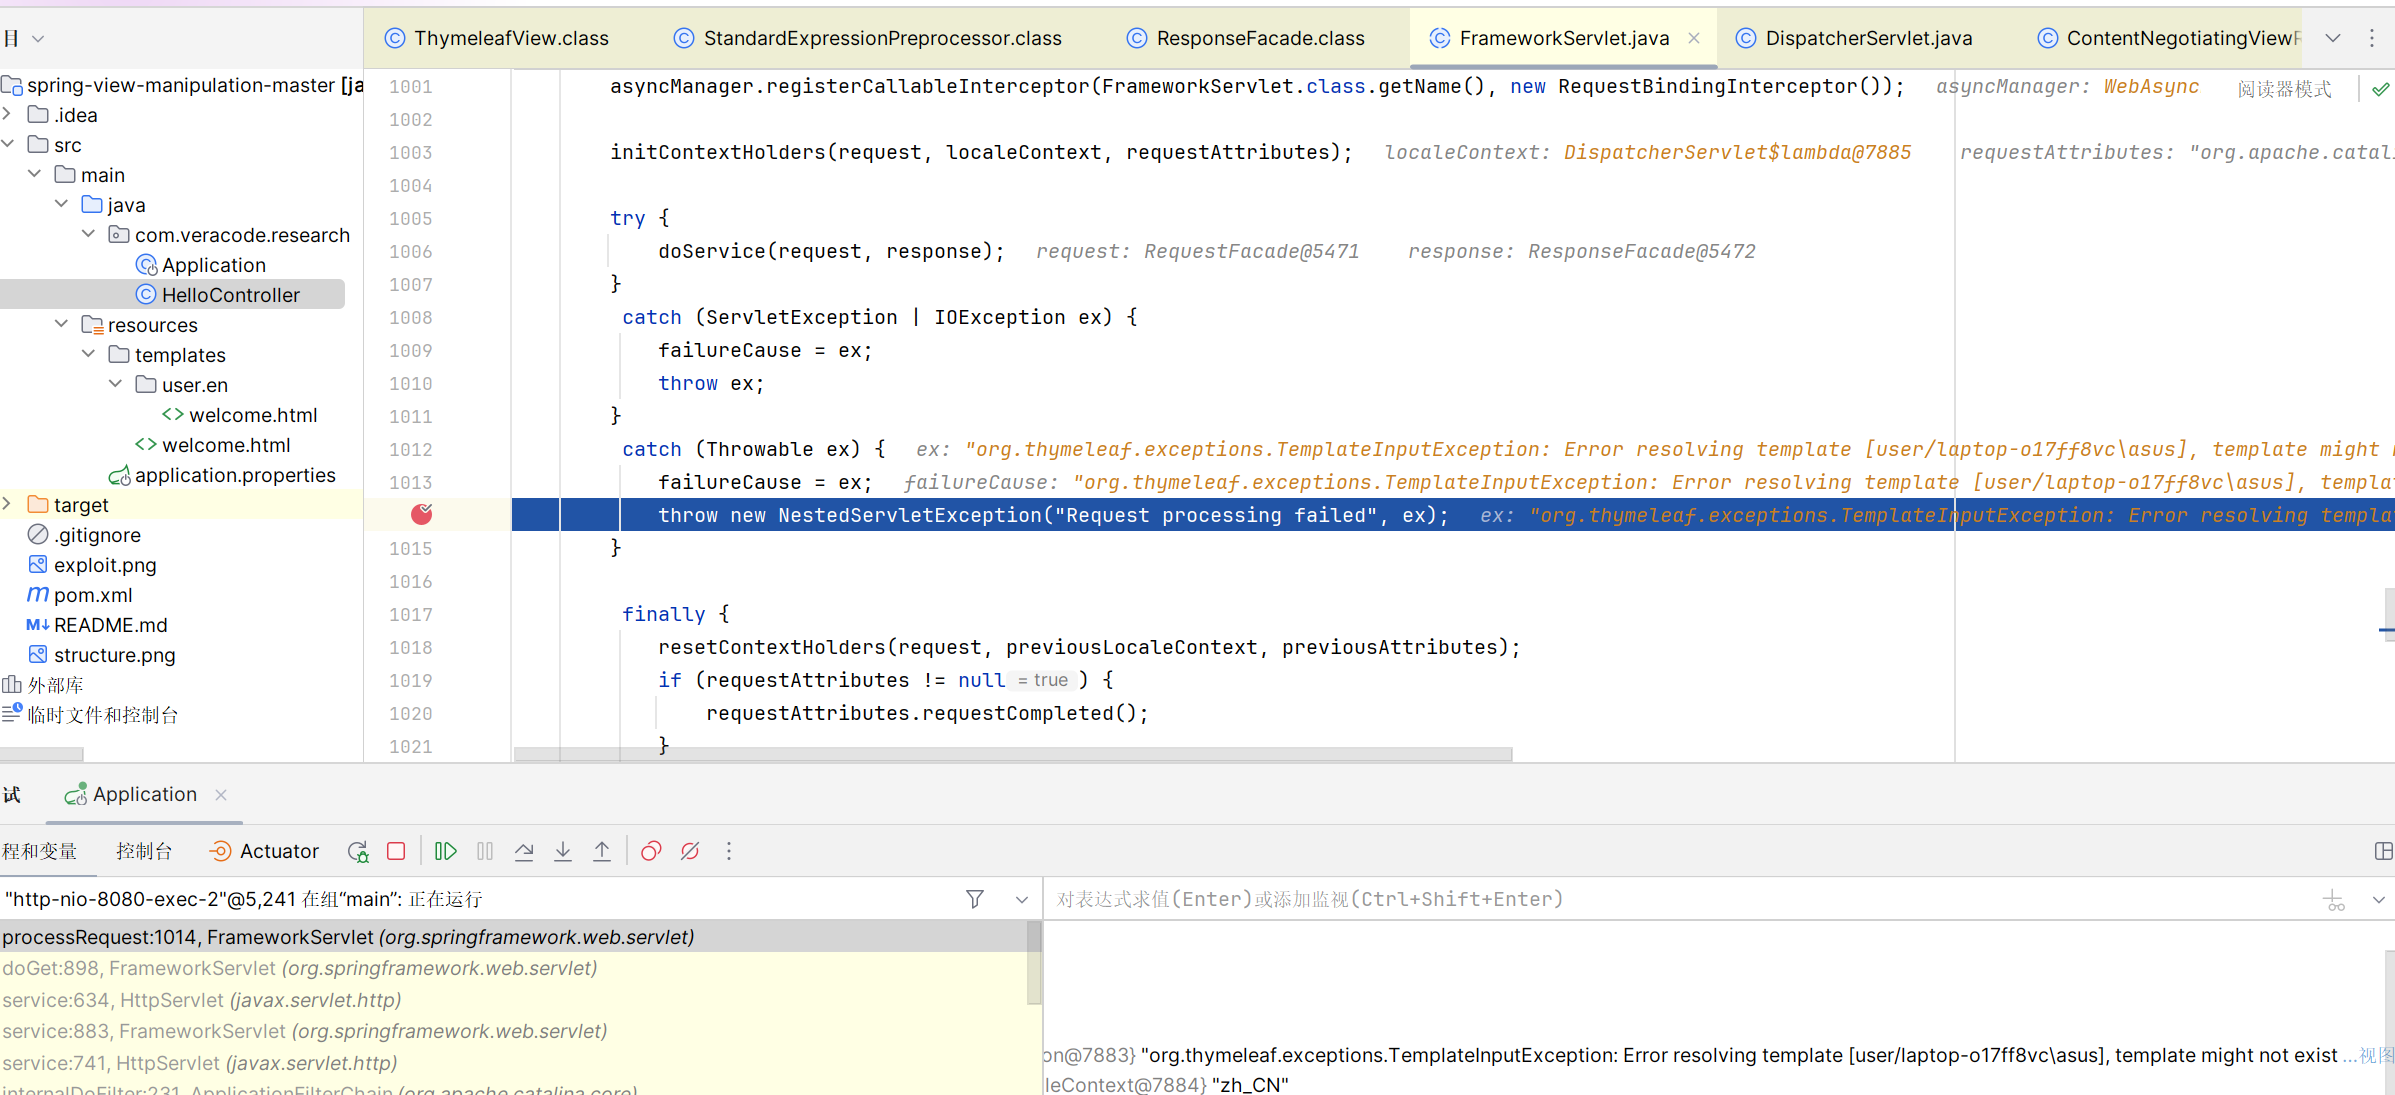 目
ThymeleafView.class StandardExpressionPreprocessor.class ResponseFacade.class FrameworkServlet.java DispatcherServlet.java ContentNegotiatingViewR
spring-view-manipulation-master [ja
.idea
src
main
java
com.veracode.research
Application
HelloController
resources
templates
user.en
welcome.html
welcome.html
application.properties
target
.gitignore
exploit.png
pom.xml
README.md
structure.png
外部库
临时文件和控制台
1001 asyncManager.registerCallableInterceptor(FrameworkServlet.class.getName(), new RequestBindingInterceptor()); asyncManager: WebAsync 阅读器模式
1002
1003 initContextHolders(request, localeContext, requestAttributes); localeContext: DispatcherServlet$lambda@7885 requestAttributes: "org.apache.catal
1004
1005 try {
1006 doService(request, response); request: RequestFacade@5471 response: ResponseFacade@5472
1007 }
1008 catch (ServletException | IOException ex) {
1009 failureCause = ex;
1010 throw ex;
1011 }
1012 catch (Throwable ex) { ex: "org.thymeleaf.exceptions.TemplateInputException: Error resolving template [user/laptop-o17ff8vc\asus], template might
1013 failureCause = ex; failureCause: "org.thymeleaf.exceptions.TemplateInputException: Error resolving template [user/laptop-o17ff8vc\asus], templat
throw new NestedServletException("Request processing failed", ex); ex: "org.thymeleaf.exceptions.TemplateInputException: Error resolving templa
1015 }
1016
1017 finally {
1018 resetContextHolders(request, previousLocaleContext, previousAttributes);
1019 if (requestAttributes != null = true ) {
1020 requestAttributes.requestCompleted();
1021 }
试 Application
程和变量 控制台 Actuator
"http-nio-8080-exec-2"@5,241 在组“main”: 正在运行
processRequest:1014, FrameworkServlet (org.springframework.web.servlet)
doGet:898, FrameworkServlet (org.springframework.web.servlet)
service:634, HttpServlet (javax.servlet.http)
service:883, FrameworkServlet (org.springframework.web.servlet)
service:741, HttpServlet (javax.servlet.http)
internalDoFilter:231, ApplicationFilterChain (org.apache.catalina.core)
对表达式求值(Enter)或添加监视(Ctrl+Shift+Enter)
on@7883} "org.thymeleaf.exceptions.TemplateInputException: Error resolving template [user/laptop-o17ff8vc\asus], template might not exist ...视图
leContext@7884} "zh_CN"